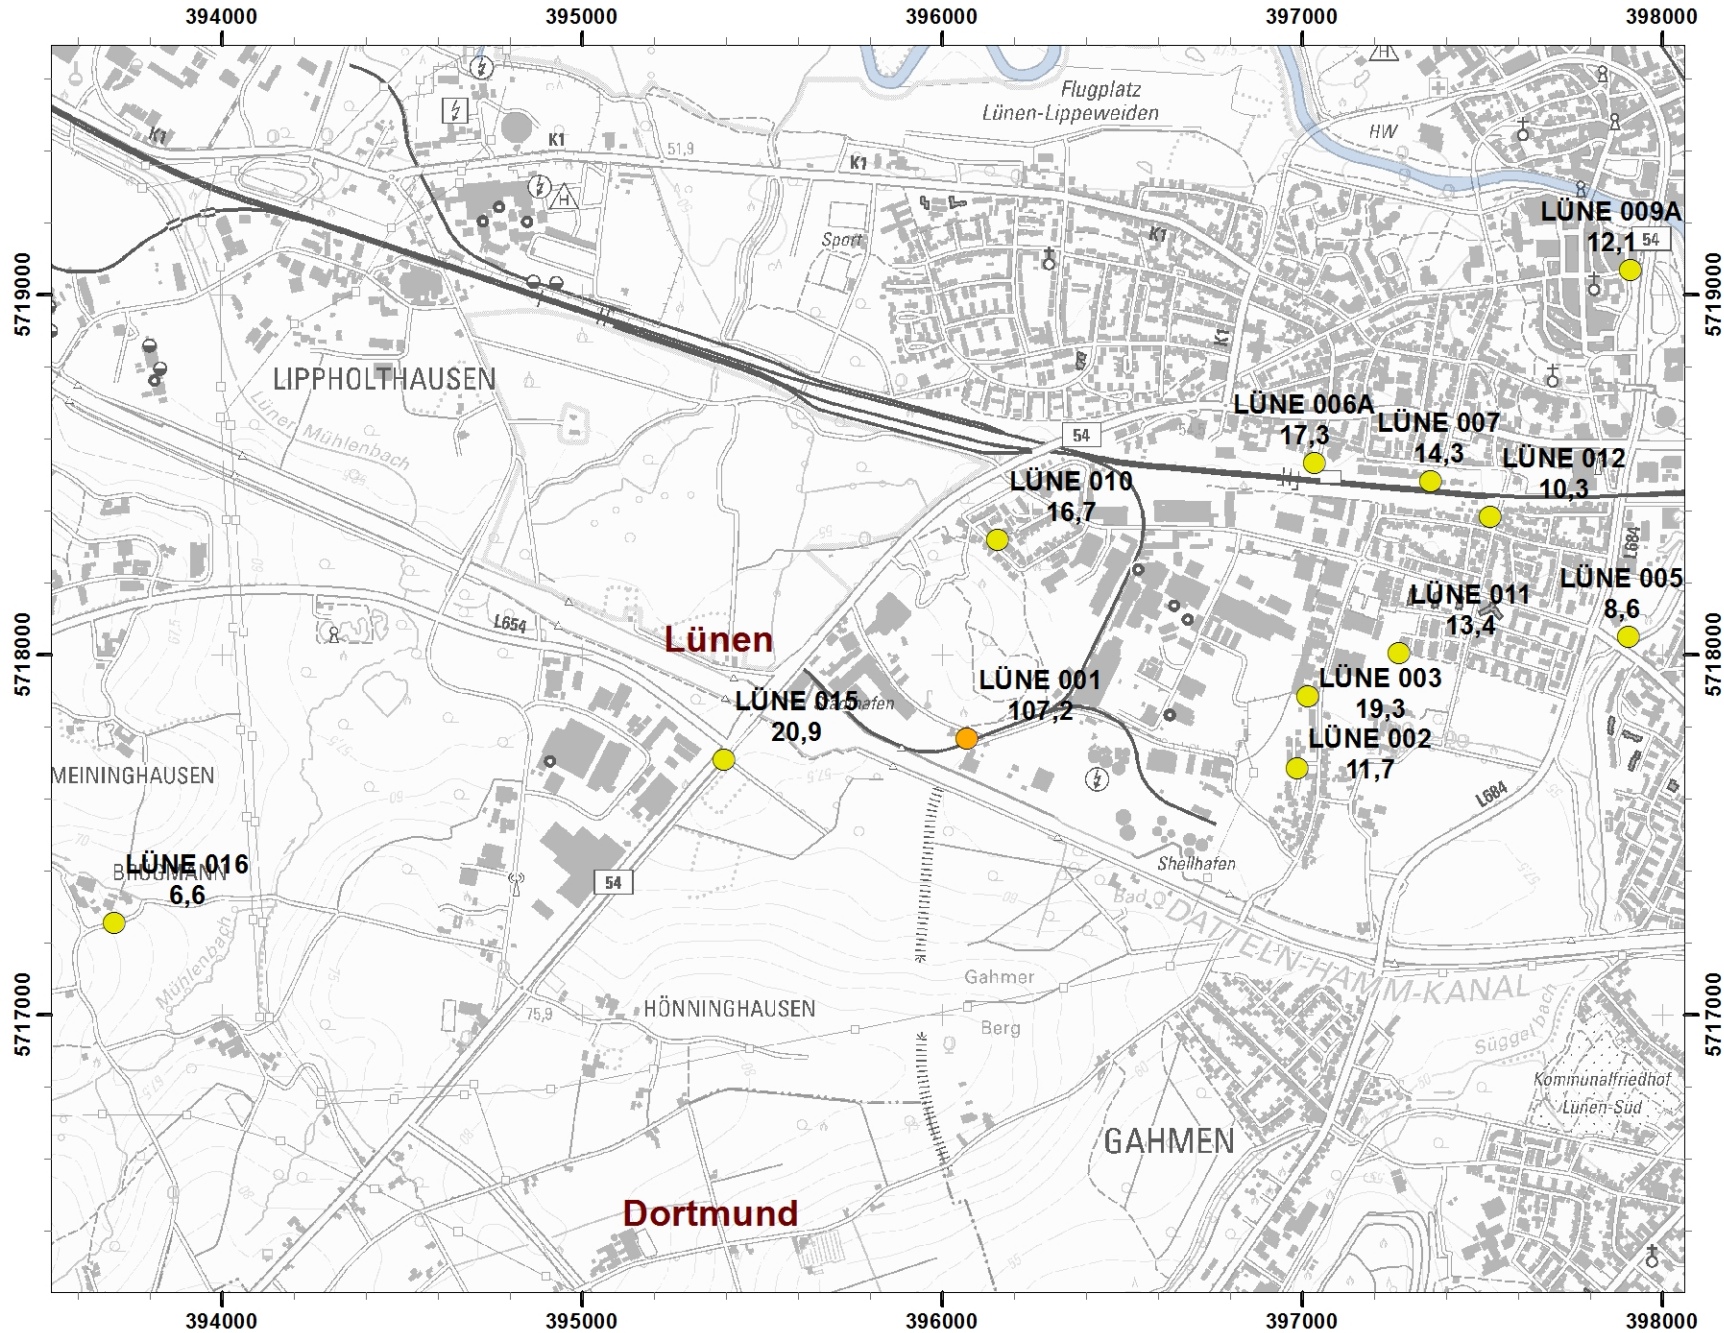 394000
395000
396000
397000
398000
Flugplatz
Lünen-Lippeweiden
HW
K1
K1
51,9
K1
LÜNE 009A
12,1
54
Sport
K1
5719000
5719000
K1
LIPPHOLTHAUSEN
Lüner Mühlenbach
54
LÜNE 006A
17,3
LÜNE 007
14,3
LÜNE 012
10,3
LÜNE 010
16,7
L684
LÜNE 005
8,6
LÜNE 011
13,4
L654
Lünen
5718000
5718000
LÜNE 001
107,2
LÜNE 003
19,3
LÜNE 015
20,9
Stadthafen
LÜNE 002
11,7
MEININGHAUSEN
L684
Shellhafen
LÜNE 016
6,6
BRÜGMANN
54
Bad
DATTELN-HAMM-KANAL
Mühlenbach
Gahmer
Berg
HÖNNINGHAUSEN
75,9
5717000
5717000
Süggelbach
Kommunalfriedhof
Lünen-Süd
GAHMEN
Dortmund
394000
395000
396000
397000
398000